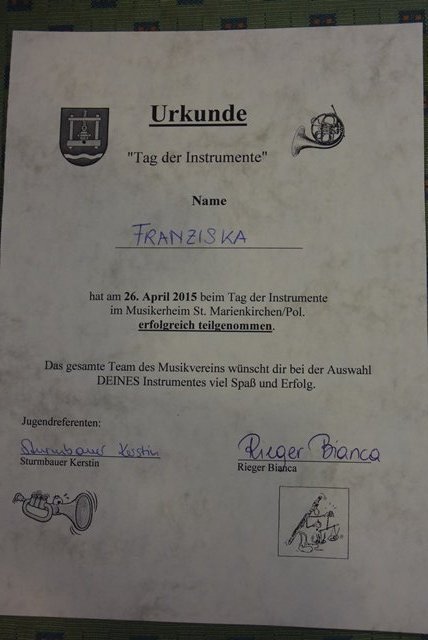 Urkunde
"Tag der Instrumente"
Name
FRANZISKA
hat am 26. April 2015 beim Tag der Instrumente
im Musikerheim St. Marienkirchen/Pol.
erfolgreich teilgenommen.
Das gesamte Team des Musikvereins wünscht dir bei der Auswahl
DEINES Instrumentes viel Spaß und Erfolg.
Jugendreferenten:
Sturmbauer Kerstin Rieger Bianca
Sturmbauer Kerstin Rieger Bianca